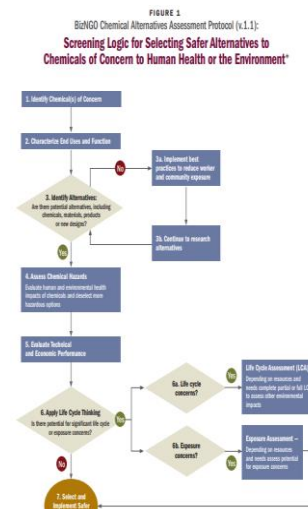 FIGURE 1
BizNGO Chemical Alternatives Assessment Protocol (v.1.1):
Screening Logic for Selecting Safer Alternatives to
Chemicals of Concern to Human Health or the Environment*
1. Identify Chemical(s) of Concern
2. Characterize End Uses and Function
No
3a. Implement best
practices to reduce worker
and community exposure
3. Identify Alternatives:
Are there potential alternatives, including
chemicals, materials, products
or new designs?
3b. Continue to research
alternatives
Yes
4. Assess Chemical Hazards
Evaluate human and environmental health
impacts of chemicals and deselect more
hazardous options
5. Evaluate Technical
and Economic Performance
6a. Life cycle
concerns?
Yes
Life Cycle Assessment (LCA)
Depending on resources and
needs complete partial or full LC
to assess other environmental
impacts
6. Apply Life Cycle Thinking
Is there potential for significant life cycle
or exposure concerns?
Yes
6b. Exposure
concerns?
Yes
Exposure Assessment —
Depending on resources
and needs assess potential
for exposure concerns
No
7. Select and
Implement Safer